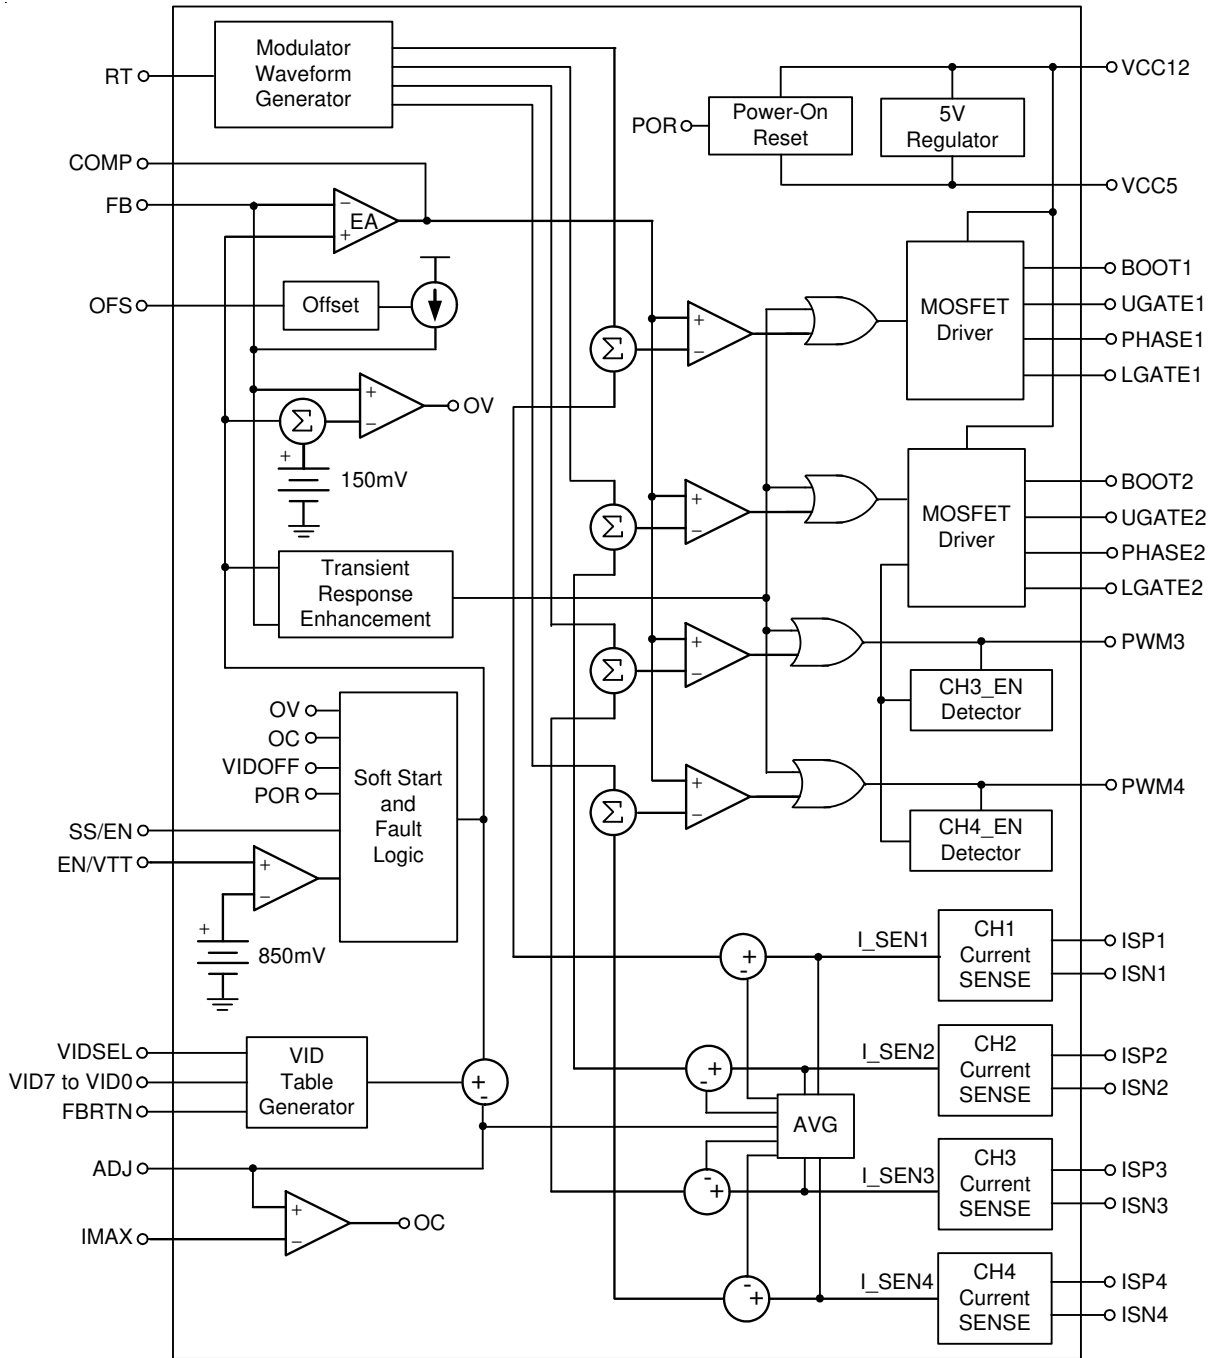 Modulator
Waveform
Generator
RT
VCC12
POR
Power-On
Reset
5V
Regulator
COMP
VCC5
FB
−
EA
+
OFS
Offset
MOSFET
Driver
BOOT1
UGATE1
PHASE1
LGATE1
Σ
+
−
+
−
OV
Σ
+
150mV
MOSFET
Driver
BOOT2
UGATE2
PHASE2
LGATE2
Σ
+
−
Transient
Response
Enhancement
Σ
+
−
PWM3
CH3_EN
Detector
OV
OC
VIDOFF
POR
Soft Start
and
Fault
Logic
Σ
+
−
PWM4
CH4_EN
Detector
SS/EN
EN/VTT
+
−
+
850mV
I_SEN1
+
-
CH1
Current
SENSE
ISP1
ISN1
VIDSEL
VID7 to VID0
FBRTN
VID
Table
Generator
+
-
I_SEN2
+
-
CH2
Current
SENSE
ISP2
ISN2
AVG
ADJ
I_SEN3
-
+
CH3
Current
SENSE
ISP3
ISN3
IMAX
+
−
OC
I_SEN4
-
+
CH4
Current
SENSE
ISP4
ISN4